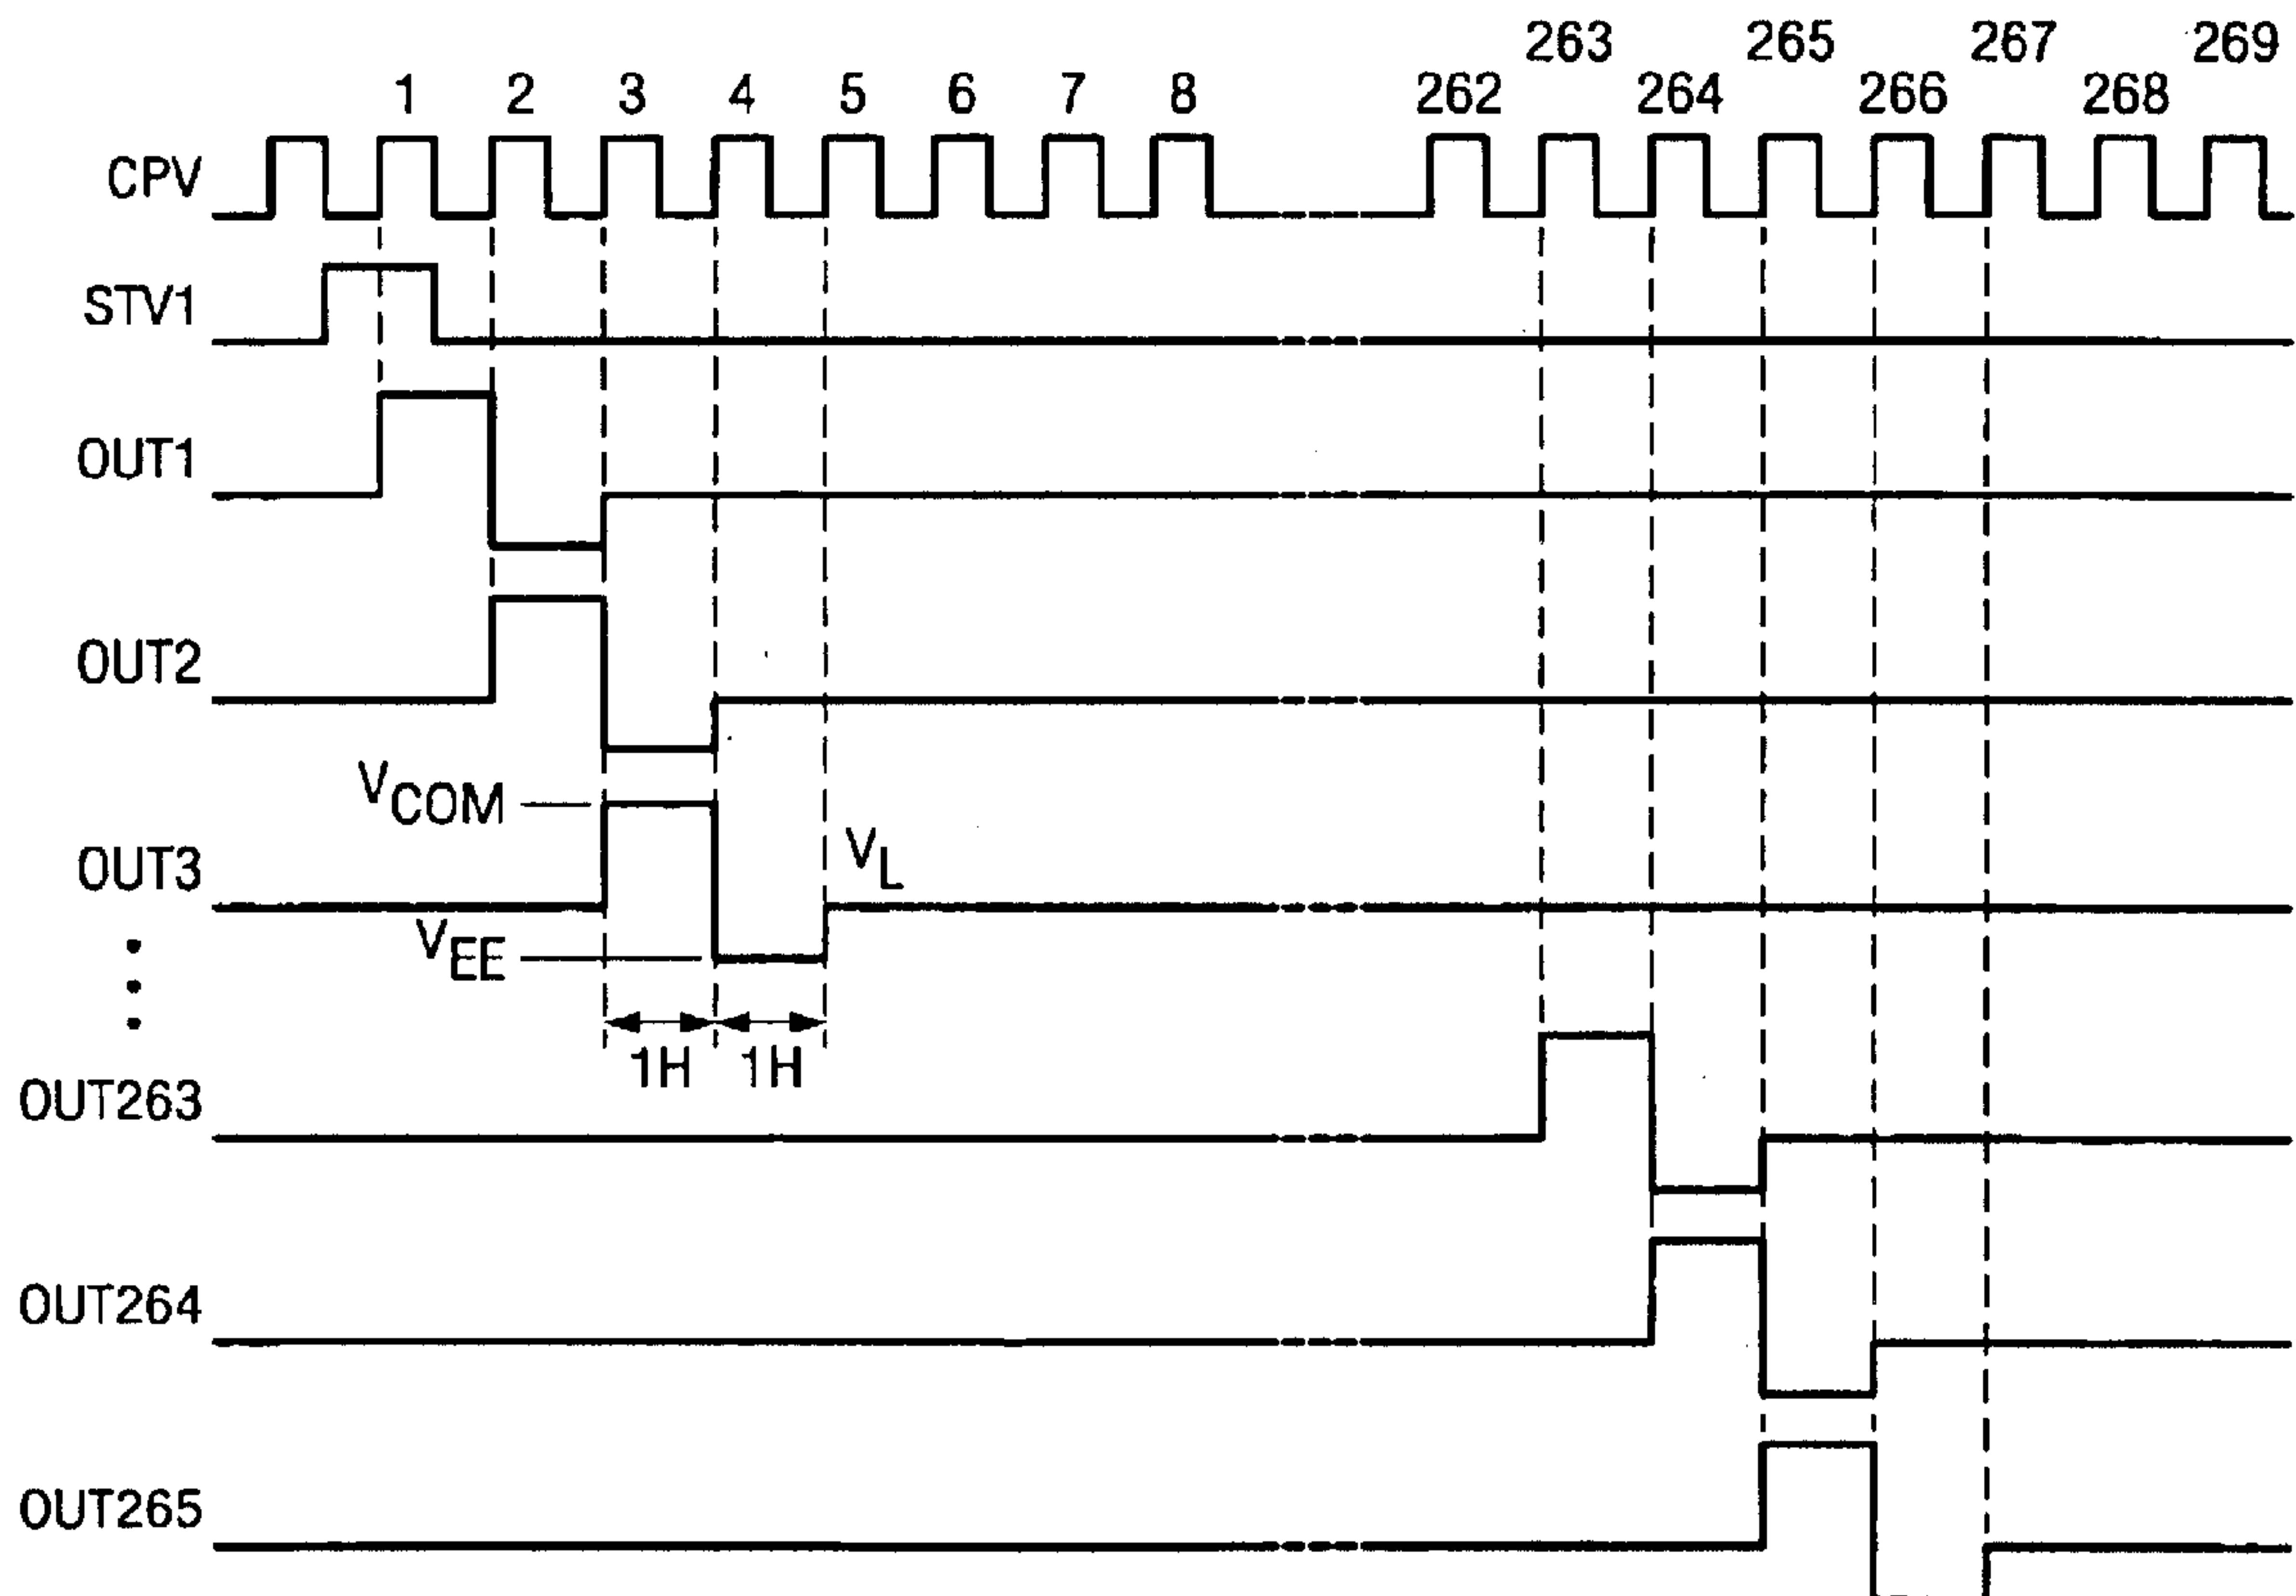 263 265 267 269
1 2 3 4 5 6 7 8 262 264 266 268
CPV
STV1
OUT1
OUT2
VCOM
OUT3
VL
VEE
1H 1H
OUT263
OUT264
OUT265